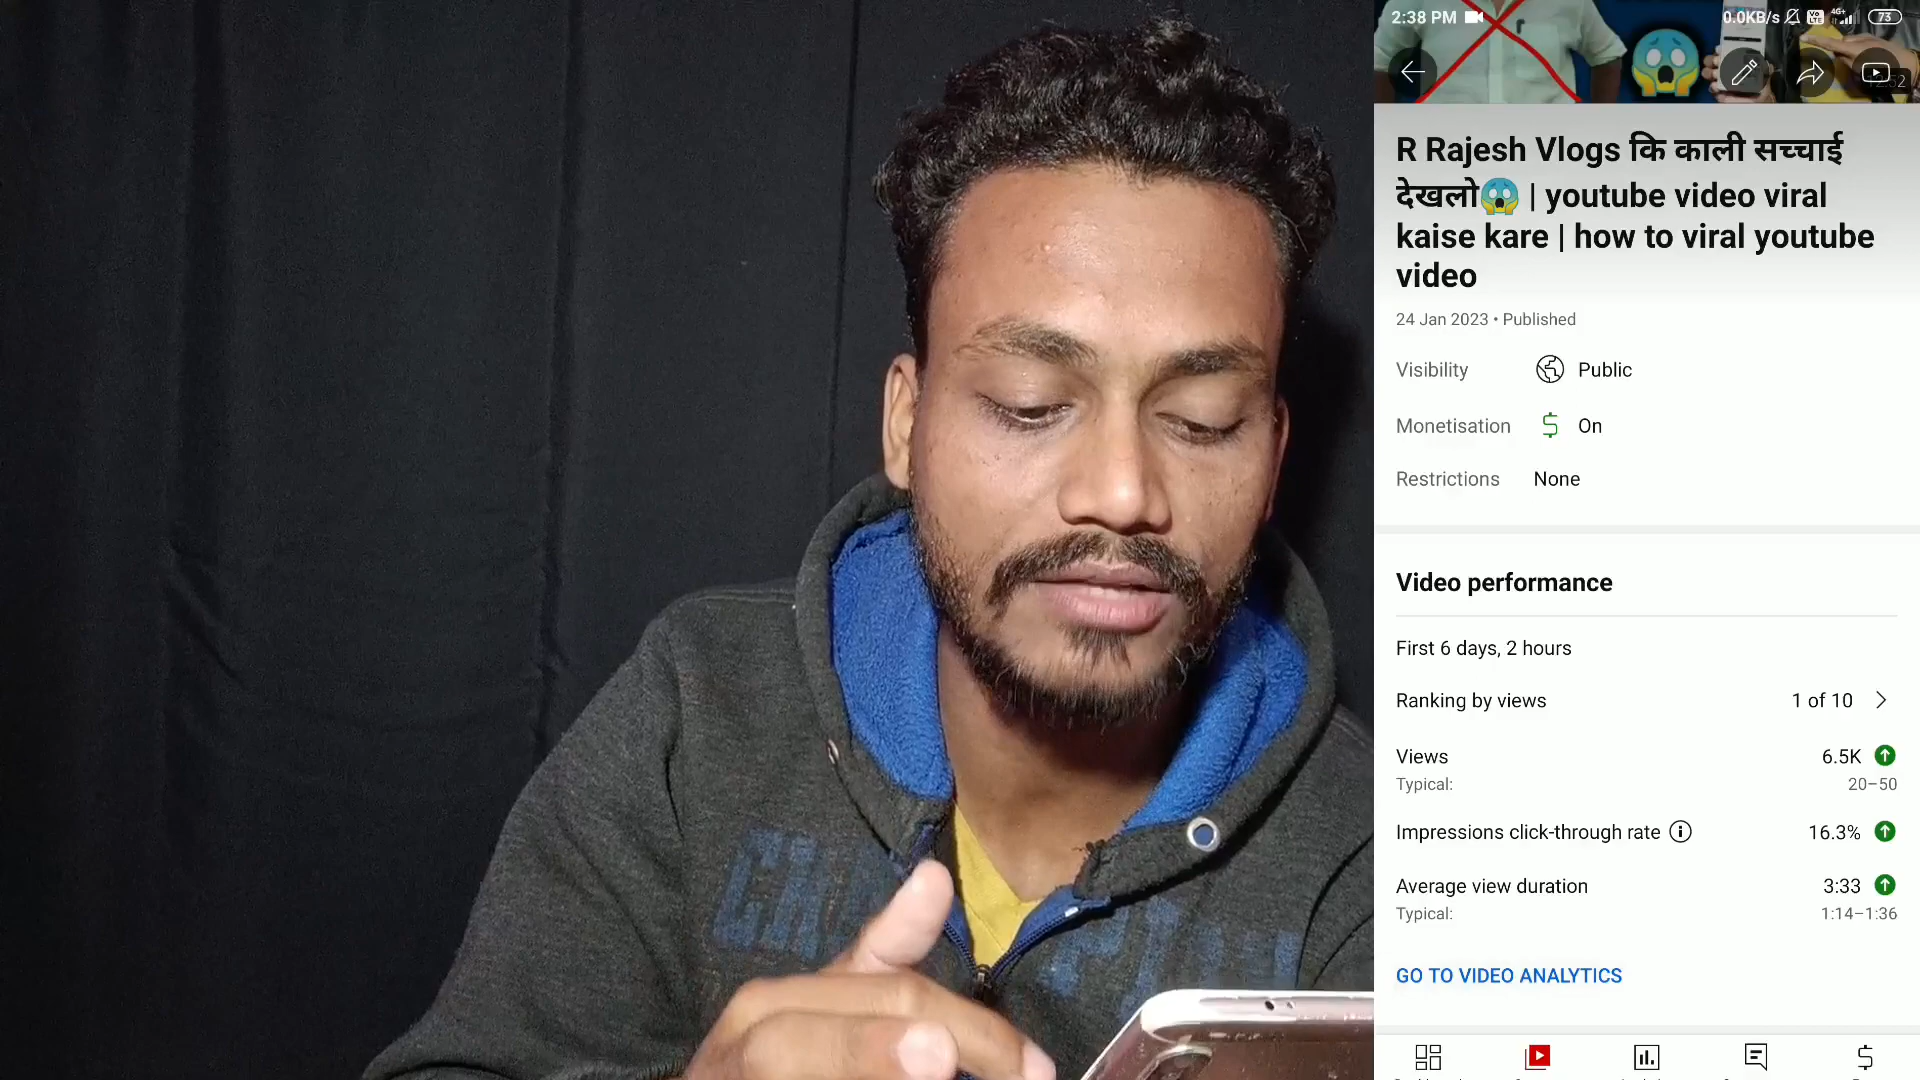 2:38 PM 0.0KB/s 4G+ 73
R Rajesh Vlogs कि काली सच्चाई
देखलो😱 | youtube video viral
kaise kare | how to viral youtube
video
24 Jan 2023 • Published
Visibility Public
Monetisation On
Restrictions None
Video performance
First 6 days, 2 hours
Ranking by views 1 of 10
Views 6.5K
Typical: 20–50
Impressions click-through rate 16.3%
Average view duration 3:33
Typical: 1:14–1:36
GO TO VIDEO ANALYTICS